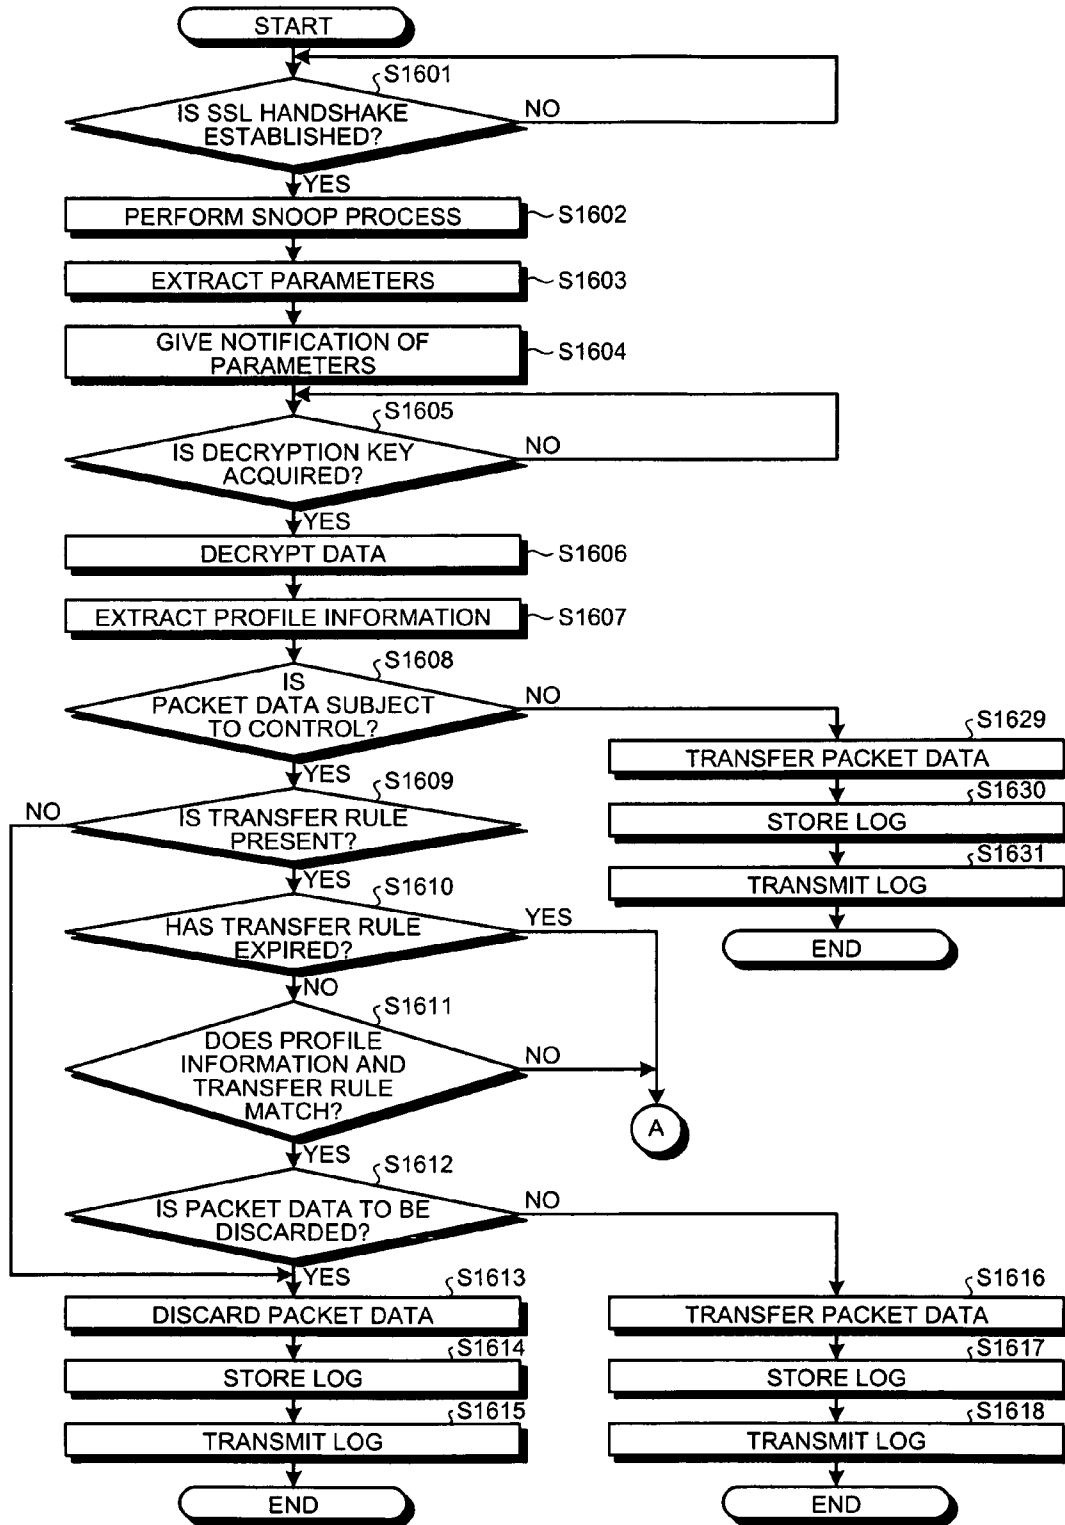 START
S1601
IS SSL HANDSHAKE
ESTABLISHED?
NO
YES
PERFORM SNOOP PROCESS
S1602
EXTRACT PARAMETERS
S1603
GIVE NOTIFICATION OF
PARAMETERS
S1604
S1605
IS DECRYPTION KEY
ACQUIRED?
NO
YES
DECRYPT DATA
S1606
EXTRACT PROFILE INFORMATION
S1607
S1608
IS
PACKET DATA SUBJECT
TO CONTROL?
NO
YES
S1629
TRANSFER PACKET DATA
S1630
STORE LOG
S1631
TRANSMIT LOG
END
S1609
NO
IS TRANSFER RULE
PRESENT?
YES
S1610
HAS TRANSFER RULE
EXPIRED?
YES
NO
S1611
DOES PROFILE
INFORMATION AND
TRANSFER RULE
MATCH?
NO
A
YES
S1612
IS PACKET DATA TO BE
DISCARDED?
NO
YES
S1613
DISCARD PACKET DATA
S1614
STORE LOG
S1615
TRANSMIT LOG
END
S1616
TRANSFER PACKET DATA
S1617
STORE LOG
S1618
TRANSMIT LOG
END